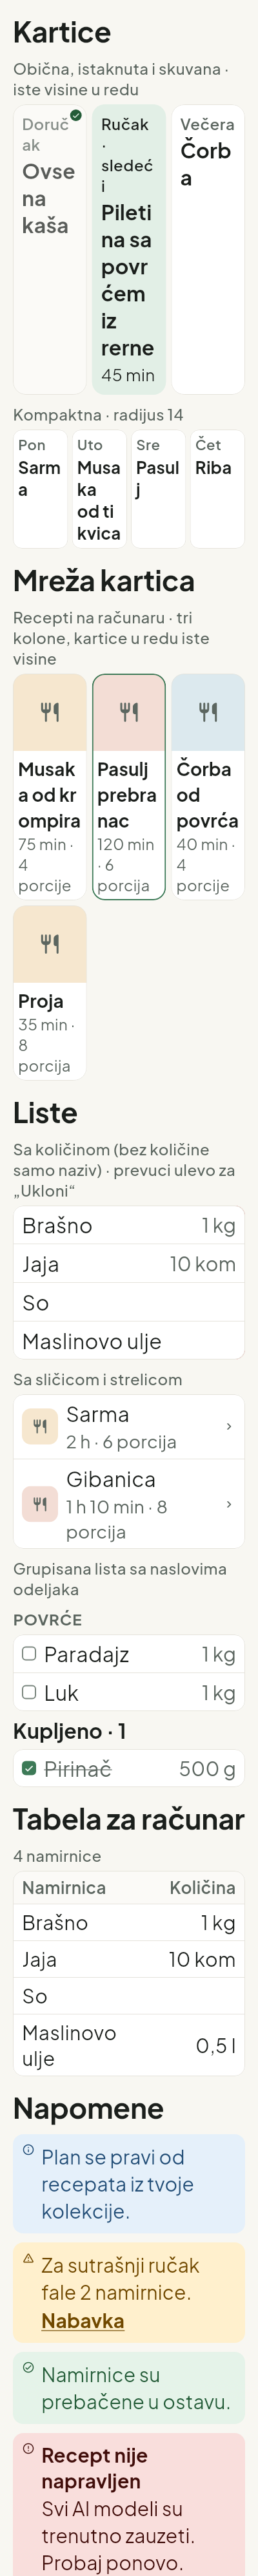 Kartice
Obična, istaknuta i skuvana ·
iste visine u redu
Doruč
ak
Ovse
na
kaša
Ručak
·
sledeć
i
Pileti
na sa
povr
ćem
iz
rerne
45 min
Večera
Čorb
a
Kompaktna · radijus 14
Pon
Sarm
a
Uto
Musa
ka
od ti
kvica
Sre
Pasul
j
Čet
Riba
Mreža kartica
Recepti na računaru · tri
kolone, kartice u redu iste
visine
Musak
a od kr
ompira
75 min ·
4
porcije
Pasulj
prebra
nac
120 min
· 6
porcija
Čorba
od
povrća
40 min ·
4
porcije
Proja
35 min ·
8
porcija
Liste
Sa količinom (bez količine
samo naziv) · prevuci ulevo za
„Ukloni“
Brašno 1 kg
Jaja 10 kom
So
Maslinovo ulje
Sa sličicom i strelicom
Sarma
2 h · 6 porcija
Gibanica
1 h 10 min · 8
porcija
Grupisana lista sa naslovima
odeljaka
POVRĆE
Paradajz 1 kg
Luk 1 kg
Kupljeno · 1
Pirinač 500 g
Tabela za računar
4 namirnice
Namirnica Količina
Brašno 1 kg
Jaja 10 kom
So
Maslinovo
ulje 0,5 l
Napomene
Plan se pravi od
recepata iz tvoje
kolekcije.
Za sutrašnji ručak
fale 2 namirnice.
Nabavka
Namirnice su
prebačene u ostavu.
Recept nije
napravljen
Svi AI modeli su
trenutno zauzeti.
Probaj ponovo.